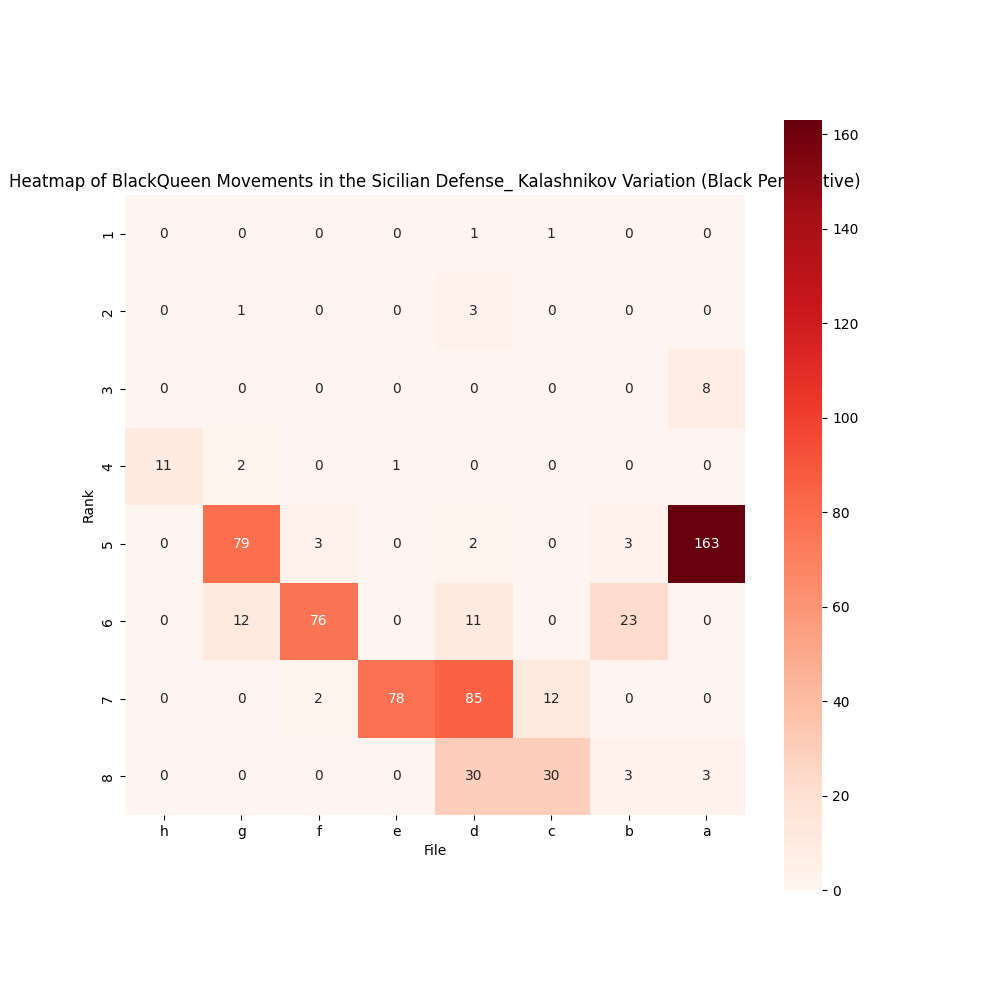 Heatmap of BlackQueen Movements in the Sicilian Defense_ Kalashnikov Variation (Black Per tive)
Rank
1 0 0 0 0 1 1 0 0
2 0 1 0 0 3 0 0 0
3 0 0 0 0 0 0 0 8
4 11 2 0 1 0 0 0 0
5 0 79 3 0 2 0 3 163
6 0 12 76 0 11 0 23 0
7 0 0 2 78 85 12 0 0
8 0 0 0 0 30 30 3 3
h g f e d c b a
File
160
140
120
100
80
60
40
20
0